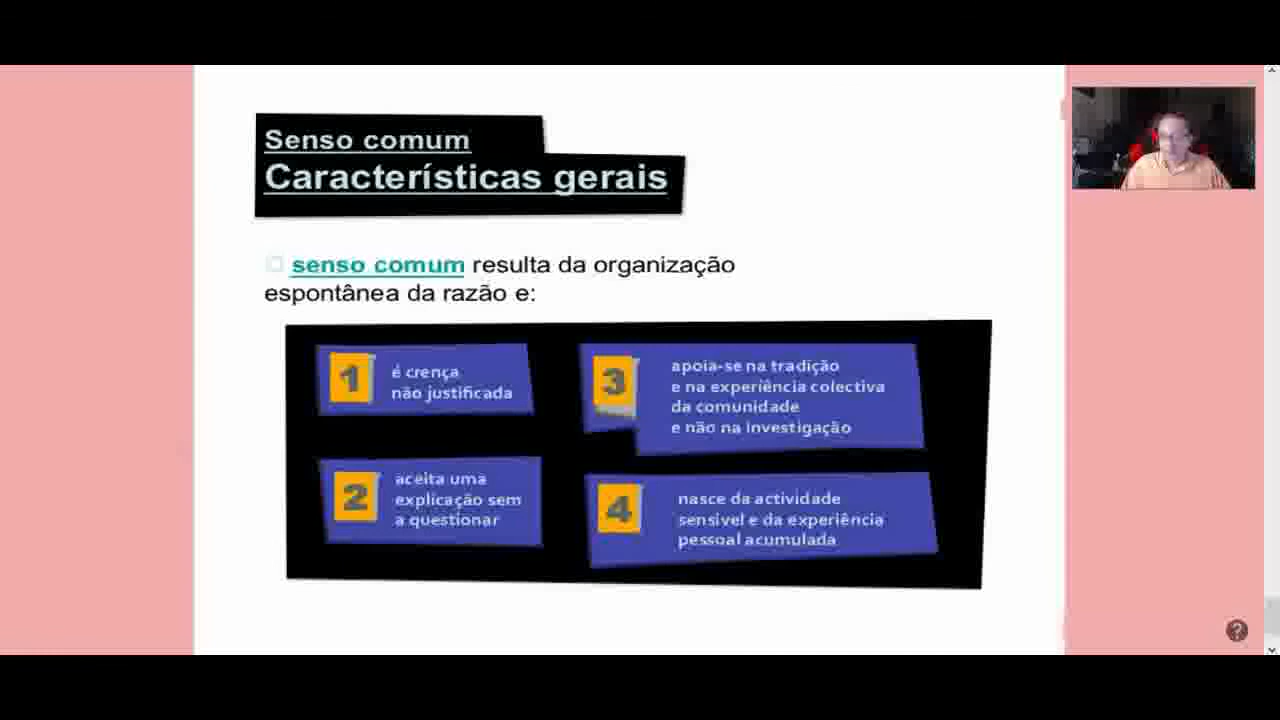 Senso comum
Características gerais
senso comum resulta da organização
espontânea da razão e:
1
é crença
não justificada
2
aceita uma
explicação sem
a questionar
3
apoia-se na tradição
e na experiência colectiva
da comunidade
e não na investigação
4
nasce da actividade
sensível e da experiência
pessoal acumulada
?